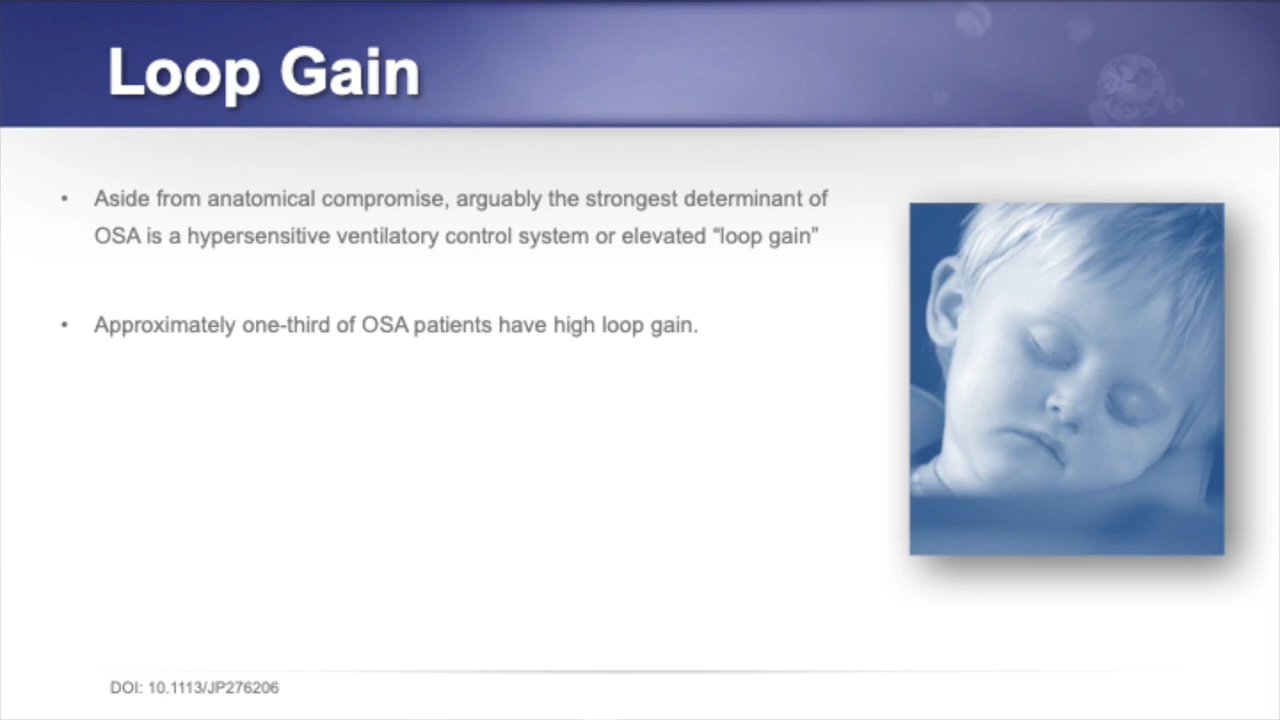 Loop Gain
• Aside from anatomical compromise, arguably the strongest determinant of
OSA is a hypersensitive ventilatory control system or elevated “loop gain”
• Approximately one-third of OSA patients have high loop gain.
DOI: 10.1113/JP276206